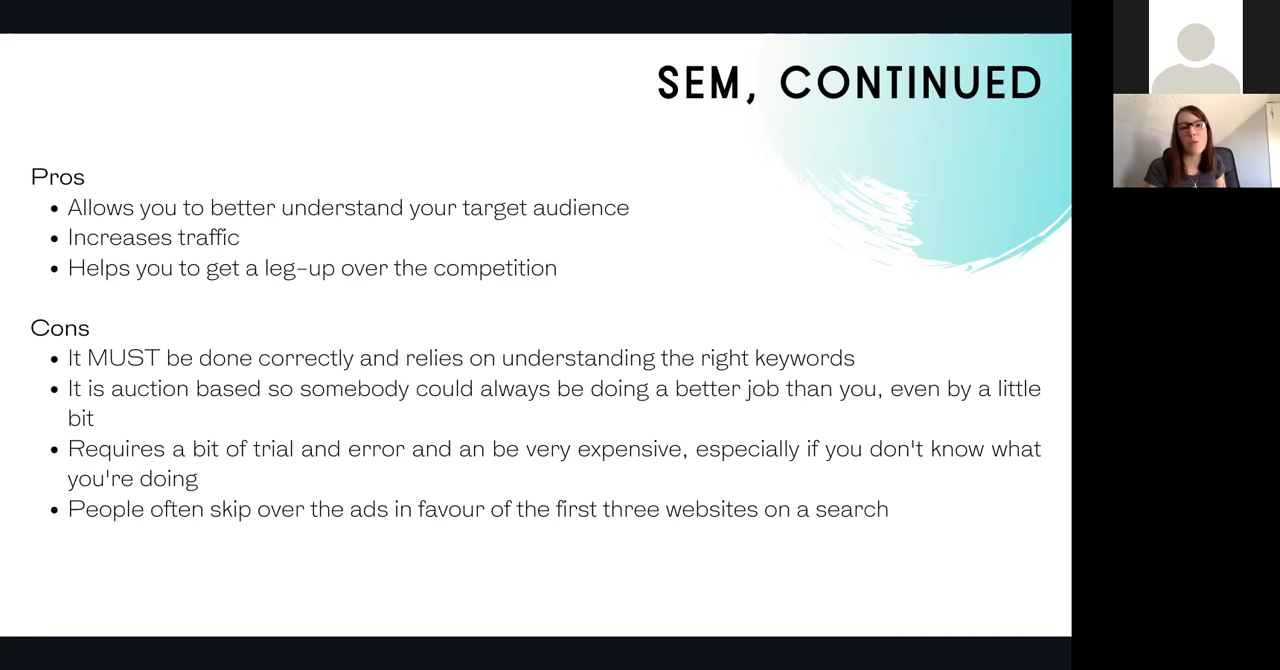 SEM, CONTINUED
Pros
• Allows you to better understand your target audience
• Increases traffic
• Helps you to get a leg-up over the competition
Cons
• It MUST be done correctly and relies on understanding the right keywords
• It is auction based so somebody could always be doing a better job than you, even by a little
bit
• Requires a bit of trial and error and an be very expensive, especially if you don't know what
you're doing
• People often skip over the ads in favour of the first three websites on a search